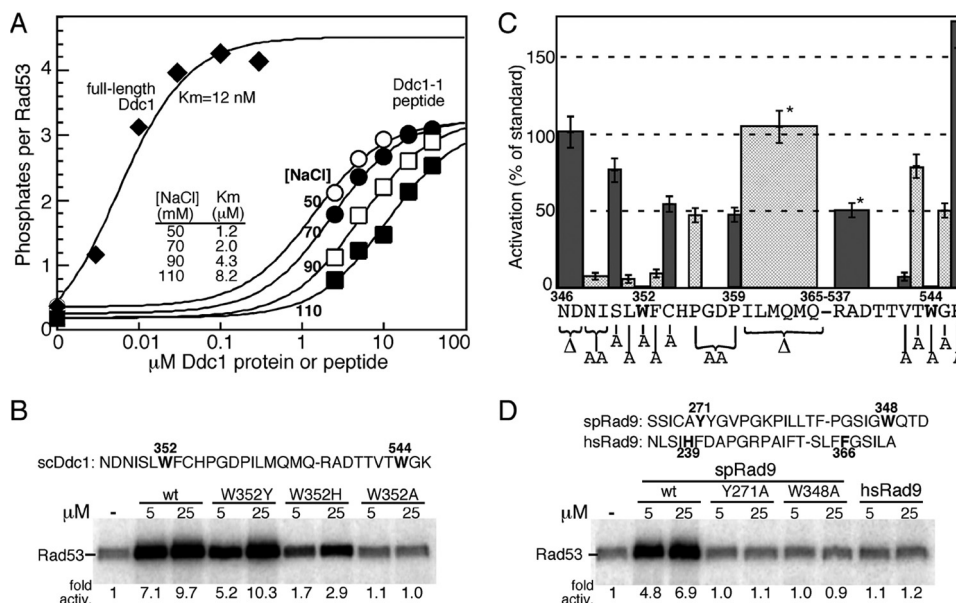 A
Phosphates per Rad53
4
3
2
1
0
full-length
Ddc1
Km=12 nM
Ddc1-1
peptide
[NaCl]
50
70
90
110
[NaCl] Km
(mM) (μM)
50 1.2
70 2.0
90 4.3
110 8.2
0 0.01 0.1 1 10 100
μM Ddc1 protein or peptide
B
352 544
scDdc1: NDNISLWFCHPGDPILMQMQ-RADTTVTWGK
wt W352Y W352H W352A
μM - 5 25 5 25 5 25 5 25
Rad53
fold
activ. 1 7.1 9.7 5.2 10.3 1.7 2.9 1.1 1.0
C
Activation (% of standard)
150
100
50
0
* *
346 352 359 365-537 544
NDNISLWFCHPGDPILMQMQ-RADTTVTWG
Δ AA A A A A A AA Δ A A A A
D
271 348
spRad9: SSICAYYGVPGKPILLTF-PGSIGWQTD
hsRad9: NLSIHFDAPGRPAIFT-SLFFGSILA
239 366
spRad9
wt Y271A W348A hsRad9
μM - 5 25 5 25 5 25 5 25
Rad53
fold
activ. 1 4.8 6.9 1.0 1.1 1.0 0.9 1.1 1.2